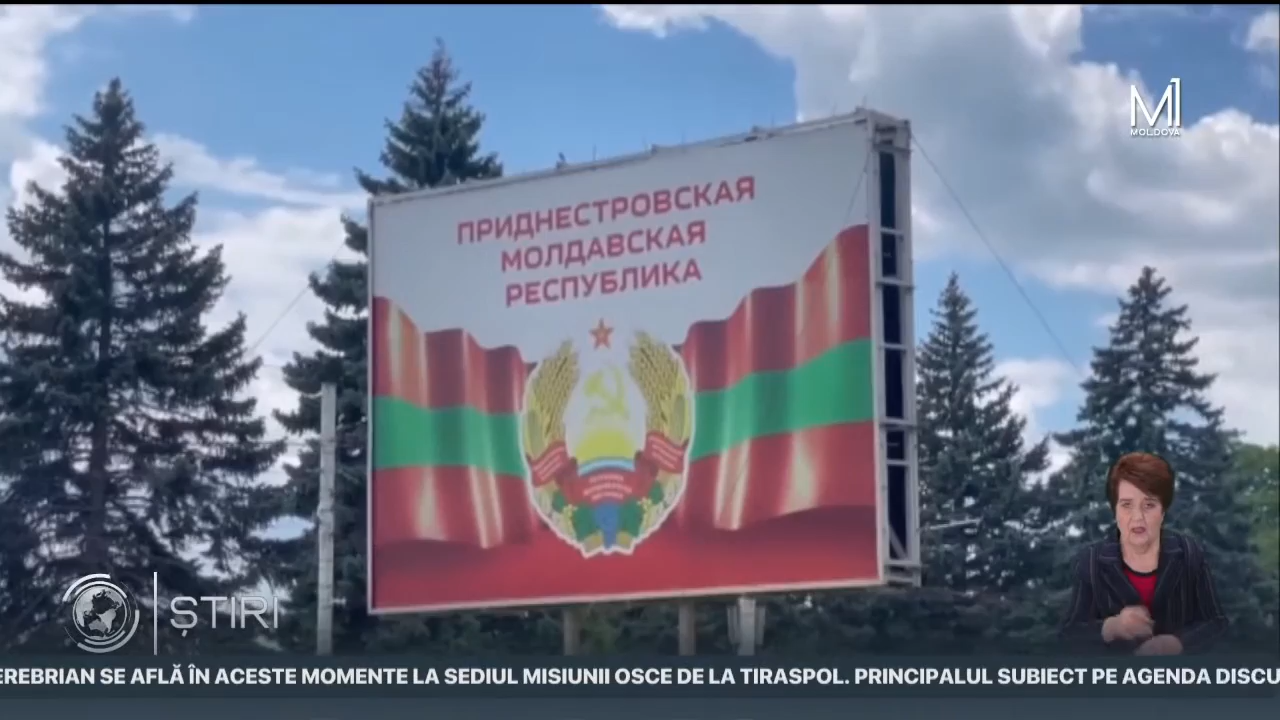 ПРИДНЕСТРОВСКАЯ
МОЛДАВСКАЯ
РЕСПУБЛИКА
M1
MOLDOVA
ȘTIRI
EREBRIAN SE AFLĂ ÎN ACESTE MOMENTE LA SEDIUL MISIUNII OSCE DE LA TIRASPOL. PRINCIPALUL SUBIECT PE AGENDA DISCU